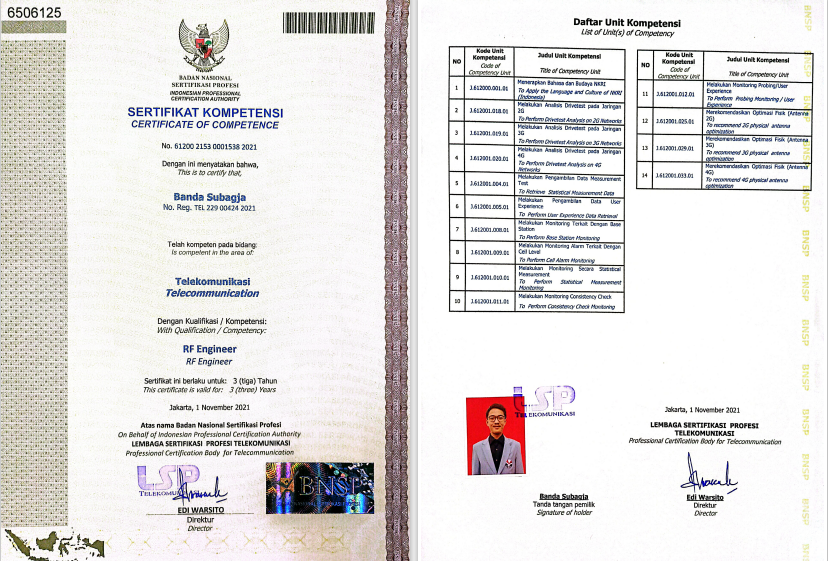 6506125
BADAN NASIONAL
SERTIFIKASI PROFESI
INDONESIAN PROFESSIONAL
CERTIFICATION AUTHORITY
SERTIFIKAT KOMPETENSI
CERTIFICATE OF COMPETENCE
No. 61200 2153 0001538 2021
Dengan ini menyatakan bahwa,
This is to certify that,
Banda Subagja
No. Reg. TEL 229 00424 2021
Telah kompeten pada bidang:
Is competent in the area of:
Telekomunikasi
Telecommunication
Dengan Kualifikasi / Kompetensi:
With Qualification / Competency:
RF Engineer
RF Engineer
Sertifikat ini berlaku untuk: 3 (tiga) Tahun
This certificate is valid for: 3 (three) Years
Jakarta, 1 November 2021
Atas nama Badan Nasional Sertifikasi Profesi
On Behalf of Indonesian Professional Certification Authority
LEMBAGA SERTIFIKASI PROFESI TELEKOMUNIKASI
Professional Certification Body for Telecommunication
LSP
BNSP
EDI WARSITO
Direktur
Director
Daftar Unit Kompetensi
List of Unit(s) of Competency
NO
Kode Unit
Kompetensi
Code of
Competency Unit
Judul Unit Kompetensi
Title of Competency Unit
1
J.612000.001.01
Menerapkan Bahasa dan Budaya NKRI
To Apply the Language and Culture of NKRI
(Indonesia)
2
J.612001.018.01
Melakukan Analisis Drivetest pada Jaringan
2G
To Perform Drivetest Analysis on 2G Networks
3
J.612001.019.01
Melakukan Analisis Drivetest pada Jaringan
3G
To Perform Drivetest Analysis on 3G Networks
4
J.612001.020.01
Melakukan Analisis Drivetest pada Jaringan
4G
To Perform Drivetest Analysis on 4G
Networks
5
J.612001.004.01
Melakukan Pengambilan Data Measurement
Test
To Retrieve Statistical Measurement Data
6
J.612001.005.01
Melakukan Pengambilan Data User
Experience
To Perform User Experience Data Retrieval
7
J.612001.008.01
Melakukan Monitoring Terkait Dengan Base
Station
To Perform Base Station Monitoring
8
J.612001.009.01
Melakukan Monitoring Alarm Terkait Dengan
Cell Level
To Perform Cell Alarm Monitoring
9
J.612001.010.01
Melakukan Monitoring Secara Statistical
Measurement
To Perform Statistical Measurement
Monitoring
10
J.612001.011.01
Melakukan Monitoring Consistency Check
To Perform Consistency Check Monitoring
NO
Kode Unit
Kompetensi
Code of
Competency Unit
Judul Unit Kompetensi
Title of Competency Unit
11
J.612001.012.01
Melakukan Monitoring Probing/User
Experience
To Perform Probing Monitoring / User
Experience
12
J.612001.025.01
Merekomendasikan Optimasi Fisik (Antenna
2G)
To recommend 2G physical antenna
optimization
13
J.612001.029.01
Merekomendasikan Optimasi Fisik (Antenna
3G)
To recommend 3G physical antenna
optimization
14
J.612001.033.01
Merekomendasikan Optimasi Fisik (Antenna
4G)
To recommend 4G physical antenna
optimization
LSP
TELEKOMUNIKASI
Banda Subagja
Tanda tangan pemilik
Signature of holder
Jakarta, 1 November 2021
LEMBAGA SERTIFIKASI PROFESI
TELEKOMUNIKASI
Professional Certification Body for Telecommunication
Edi Warsito
Direktur
Director
BNSP
BNSP
BNSP
BNSP
BNSP
BNSP
BNSP
BNSP
BNSP
BNSP
BNSP